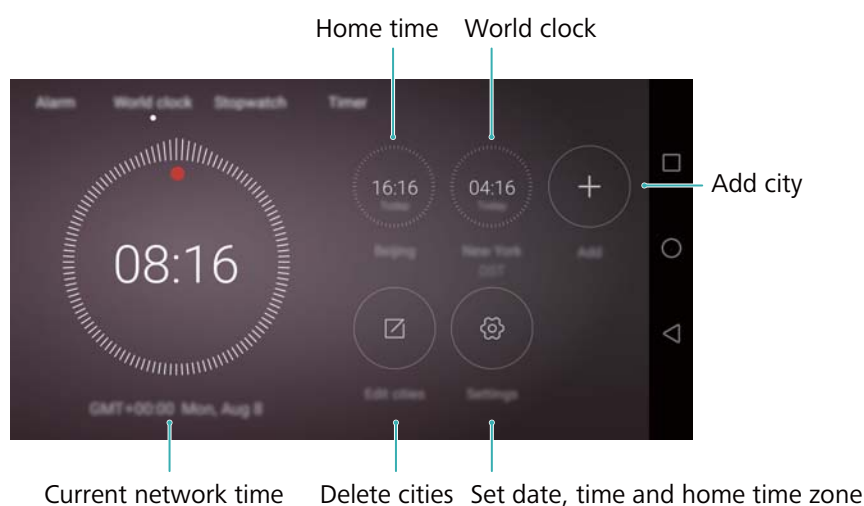 Home time World clock
Alarm World clock Stopwatch Timer
16:16 04:16
Today Today
Add city
08:16
Beijing New York Add
DST
Edit cities Settings
GMT+00:00 Mon, Aug 8
Current network time Delete cities Set date, time and home time zone